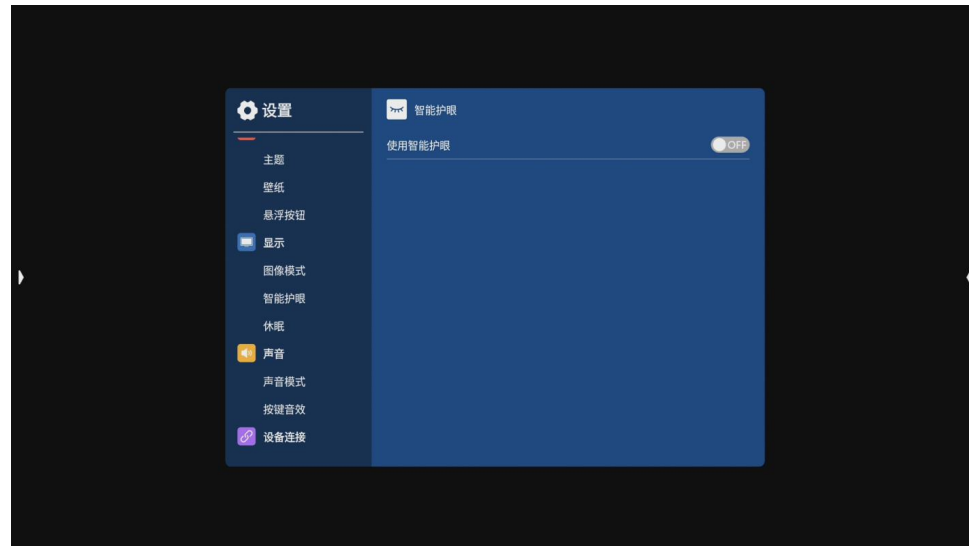 设置
主题
壁纸
悬浮按钮
显示
图像模式
智能护眼
休眠
声音
声音模式
按键音效
设备连接
智能护眼
使用智能护眼
OFF